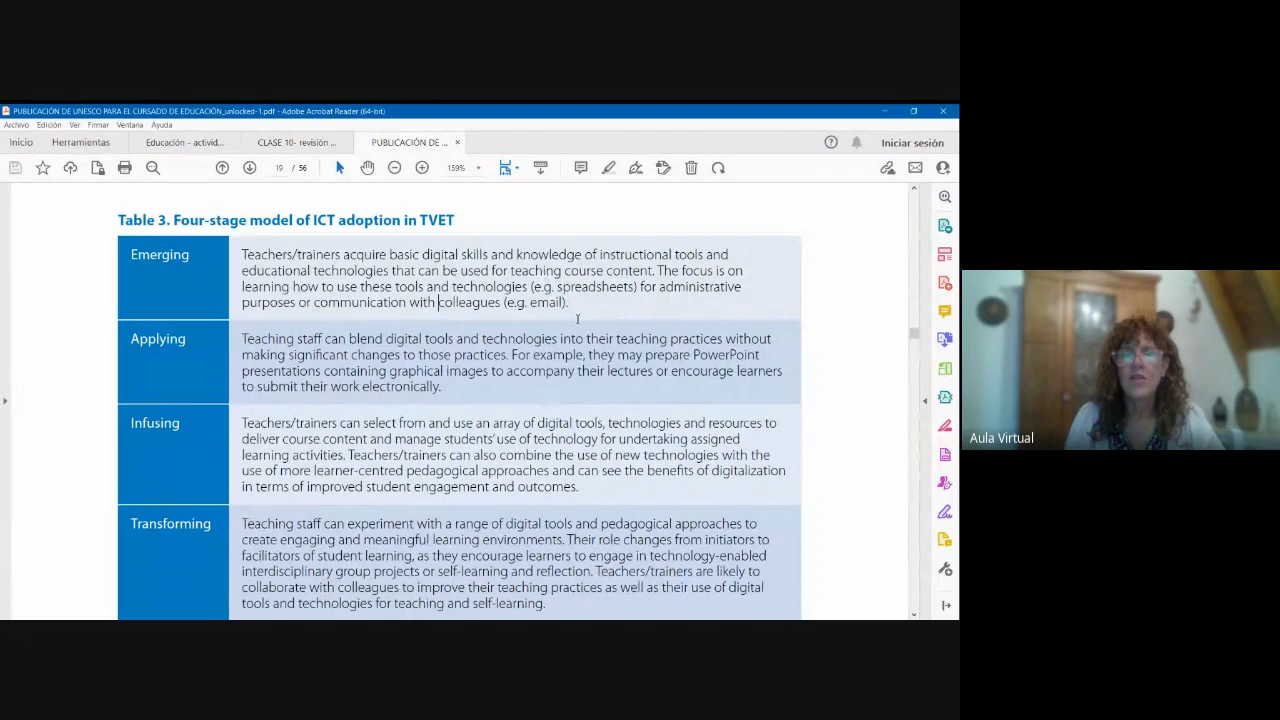 PUBLICACIÓN DE UNESCO PARA EL CURSADO DE EDUCACIÓN_unlocked-1.pdf - Adobe Acrobat Reader (64-bit)
Archivo Edición Ver Firmar Ventana Ayuda
Inicio Herramientas Educación - activid... CLASE 10- revisión ... PUBLICACIÓN DE ... × Iniciar sesión
19 / 56 159%
Table 3. Four-stage model of ICT adoption in TVET
Emerging
Teachers/trainers acquire basic digital skills and knowledge of instructional tools and
educational technologies that can be used for teaching course content. The focus is on
learning how to use these tools and technologies (e.g. spreadsheets) for administrative
purposes or communication with colleagues (e.g. email).
Applying
Teaching staff can blend digital tools and technologies into their teaching practices without
making significant changes to those practices. For example, they may prepare PowerPoint
presentations containing graphical images to accompany their lectures or encourage learners
to submit their work electronically.
Infusing
Teachers/trainers can select from and use an array of digital tools, technologies and resources to
deliver course content and manage students' use of technology for undertaking assigned
learning activities. Teachers/trainers can also combine the use of new technologies with the
use of more learner-centred pedagogical approaches and can see the benefits of digitalization
in terms of improved student engagement and outcomes.
Transforming
Teaching staff can experiment with a range of digital tools and pedagogical approaches to
create engaging and meaningful learning environments. Their role changes from initiators to
facilitators of student learning, as they encourage learners to engage in technology-enabled
interdisciplinary group projects or self-learning and reflection. Teachers/trainers are likely to
collaborate with colleagues to improve their teaching practices as well as their use of digital
tools and technologies for teaching and self-learning.
Aula Virtual